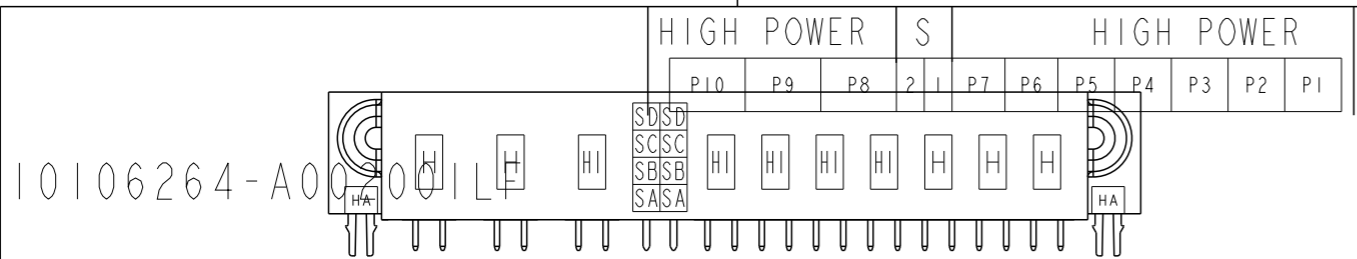 HIGH POWER S HIGH POWER
P10 P9 P8 2 1 P7 P6 P5 P4 P3 P2 P1
SD SD
SC SC
H H HI HI HI HI HI H H H
SB SB
10106264-A002001LF
SA SA
HA HA